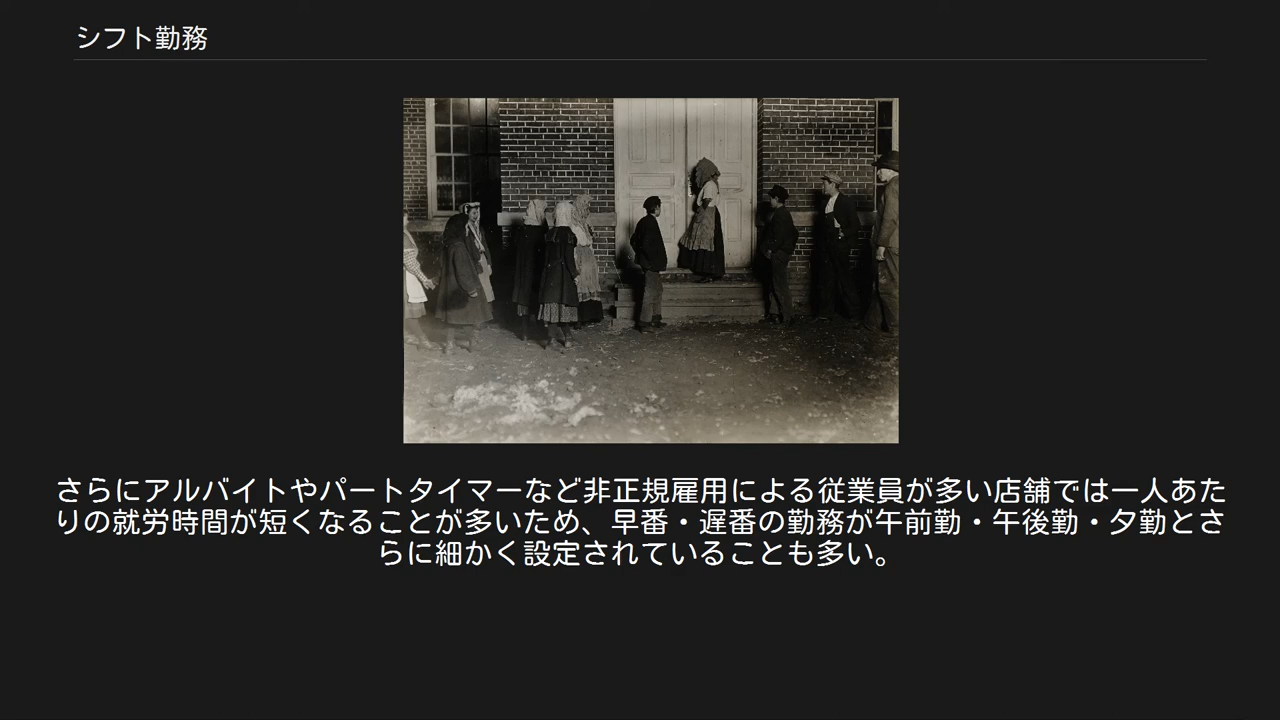 シフト勤務
さらにアルバイトやパートタイマーなど非正規雇用による従業員が多い店舗では一人あた
りの就労時間が短くなることが多いため、早番・遅番の勤務が午前勤・午後勤・夕勤とさ
らに細かく設定されていることも多い。